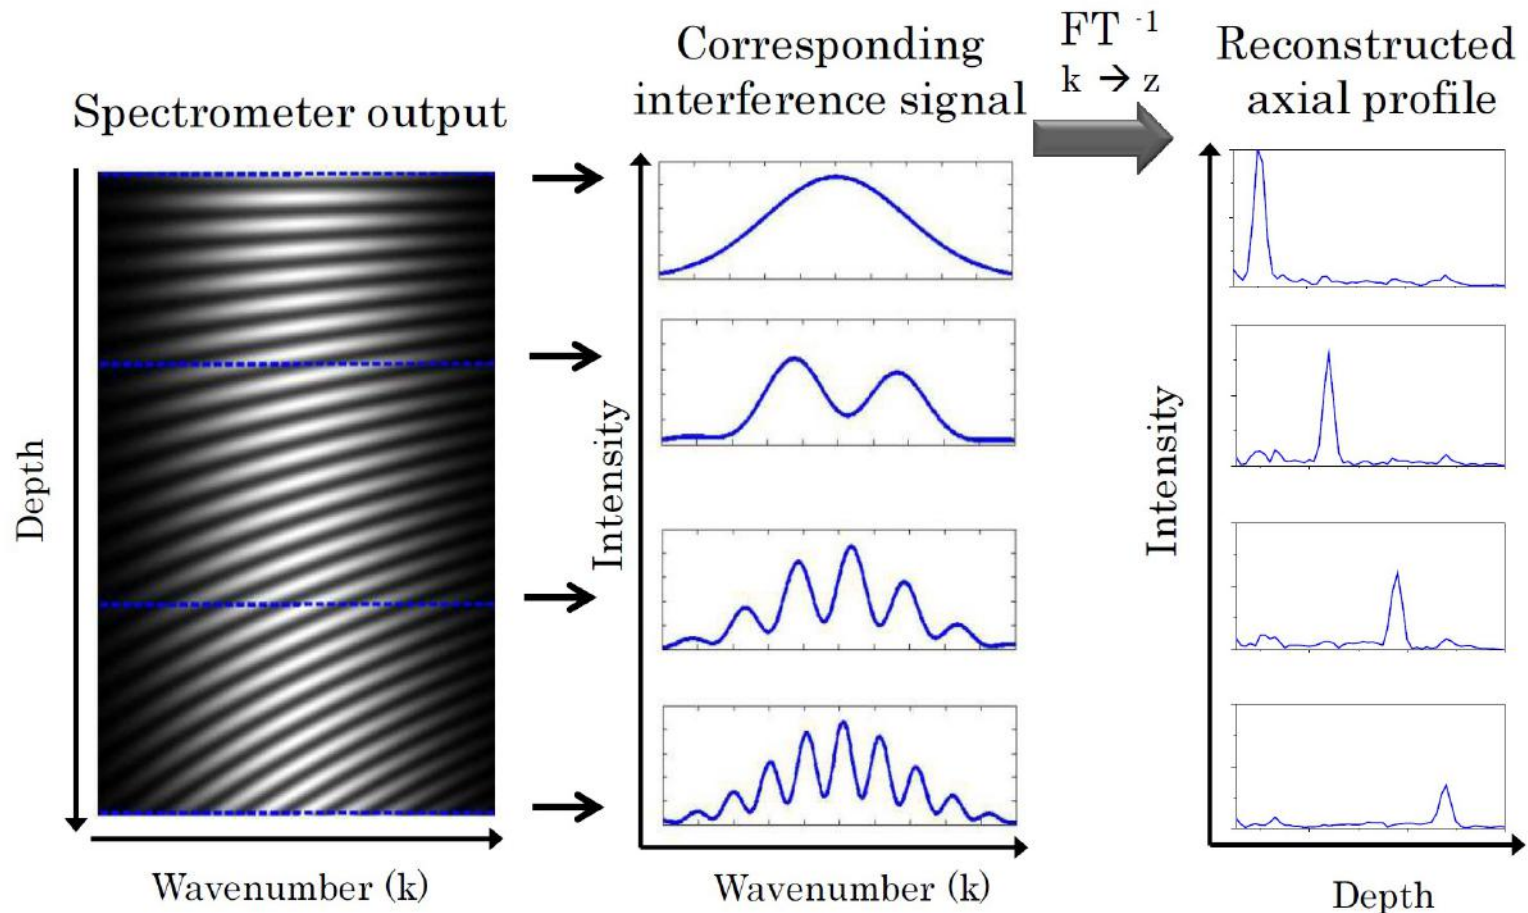 Spectrometer output
Corresponding
interference signal
FT -1
k → z
Reconstructed
axial profile
Depth
Wavenumber (k)
Intensity
Wavenumber (k)
Intensity
Depth